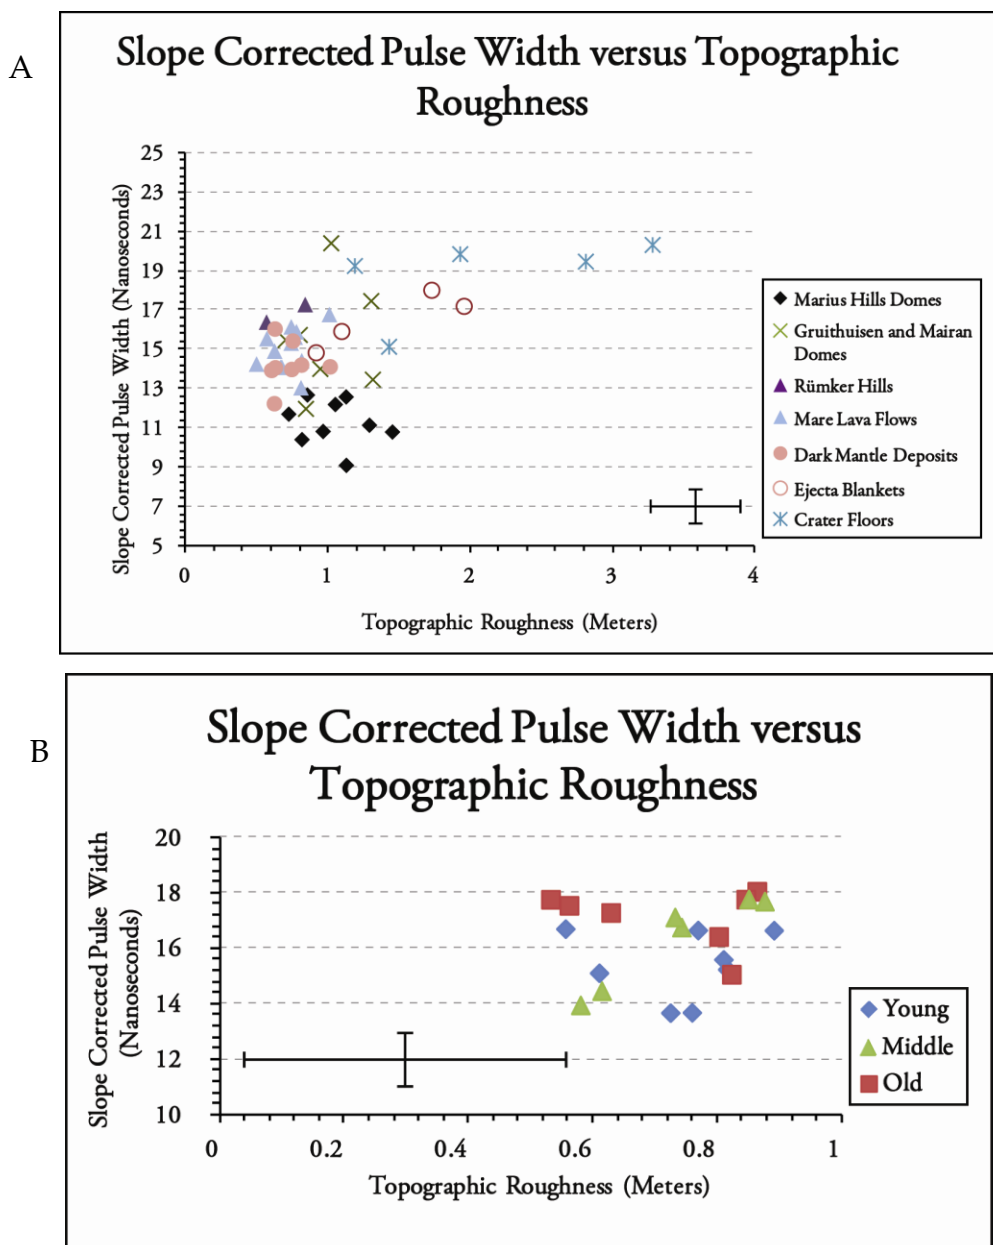 A
Slope Corrected Pulse Width versus Topographic
Roughness
Slope Corrected Pulse Width (Nanoseconds)
25
23
21
19
17
15
13
11
9
7
5
0
1
2
3
4
Topographic Roughness (Meters)
Marius Hills Domes
Gruithuisen and Mairan
Domes
Rümker Hills
Mare Lava Flows
Dark Mantle Deposits
Ejecta Blankets
Crater Floors
B
Slope Corrected Pulse Width versus
Topographic Roughness
Slope Corrected Pulse Width
(Nanoseconds)
20
18
16
14
12
10
0
0.2
0.4
0.6
0.8
1
Topographic Roughness (Meters)
Young
Middle
Old